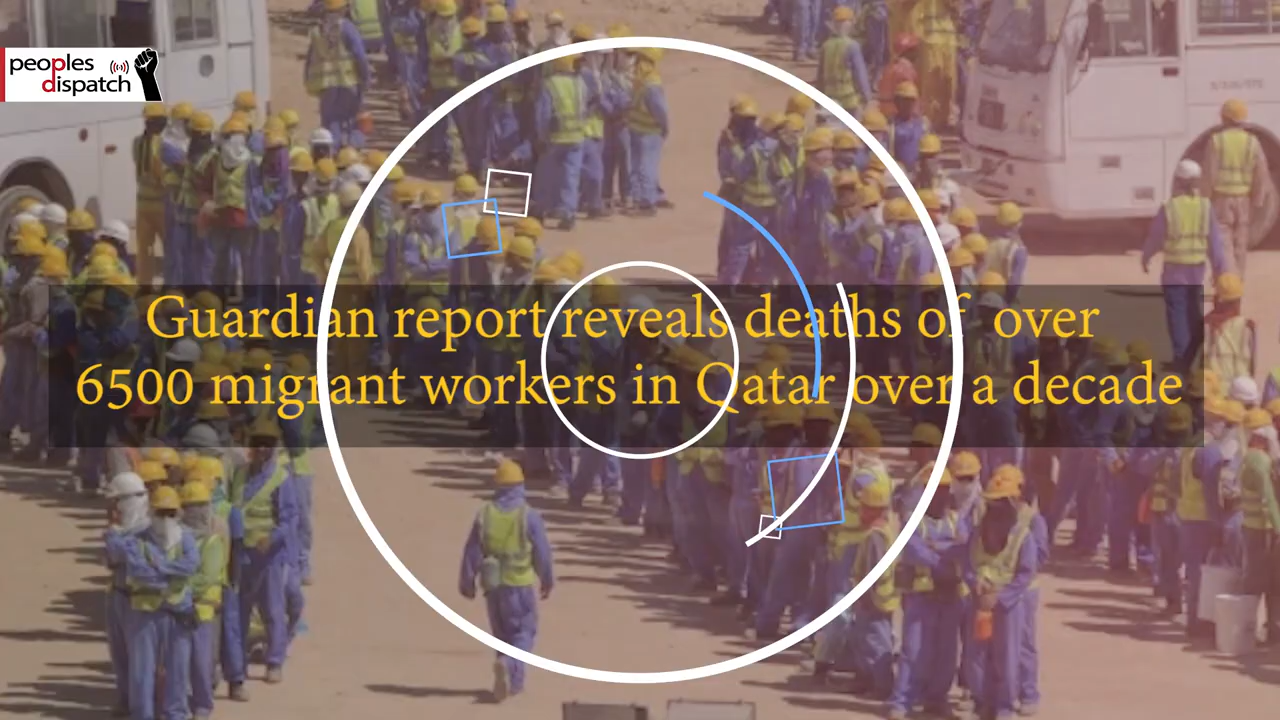 peoples
dispatch
Guardian report reveals deaths of over
6500 migrant workers in Qatar over a decade